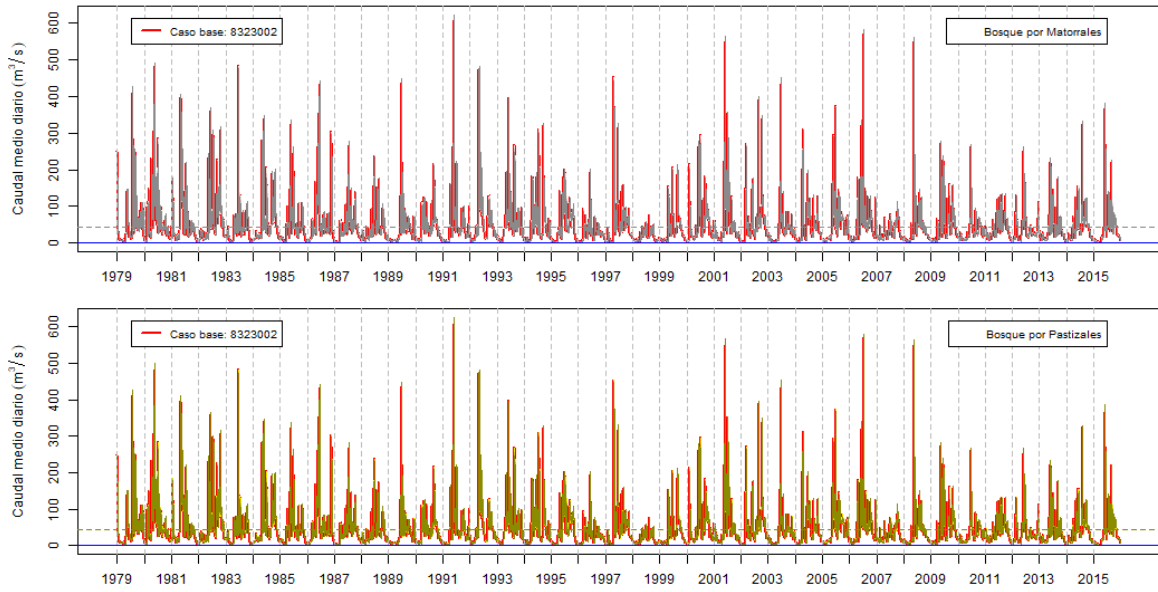 Caudal medio diario (m³/s)
600
500
400
300
200
100
0
Caso base: 8323002
Bosque por Matorrales
1979 1981 1983 1985 1987 1989 1991 1993 1995 1997 1999 2001 2003 2005 2007 2009 2011 2013 2015
Caudal medio diario (m³/s)
600
500
400
300
200
100
0
Caso base: 8323002
Bosque por Pastizales
1979 1981 1983 1985 1987 1989 1991 1993 1995 1997 1999 2001 2003 2005 2007 2009 2011 2013 2015